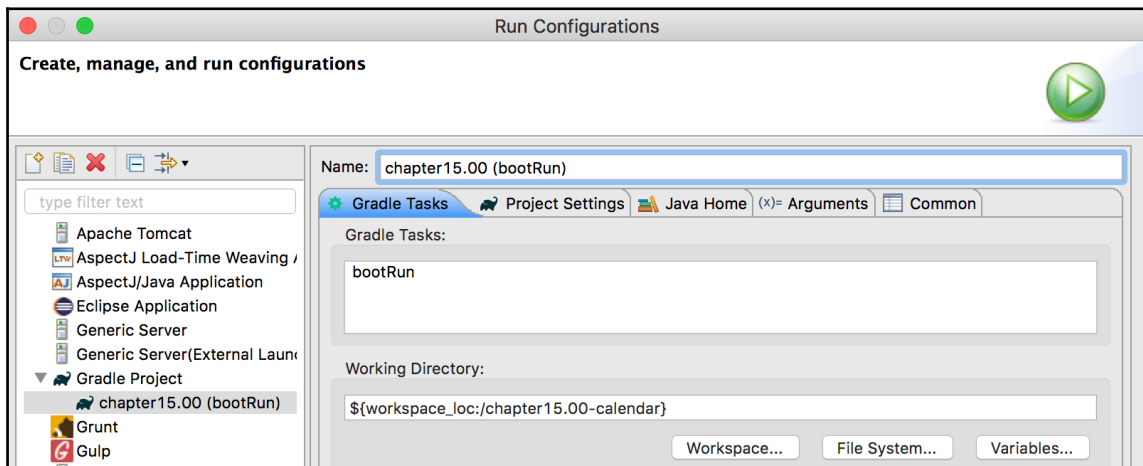 Run Configurations
Create, manage, and run configurations
Name: chapter15.00 (bootRun)
type filter text
Gradle Tasks Project Settings Java Home (x)= Arguments Common
Apache Tomcat
LTW AspectJ Load-Time Weaving
AJ AspectJ/Java Application
Eclipse Application
Generic Server
Generic Server(External
Gradle Project
chapter15.00 (bootRun)
Grunt
Gulp
Gradle Tasks:
bootRun
Working Directory:
${workspace_loc:/chapter15.00-calendar}
Workspace... File System... Variables...